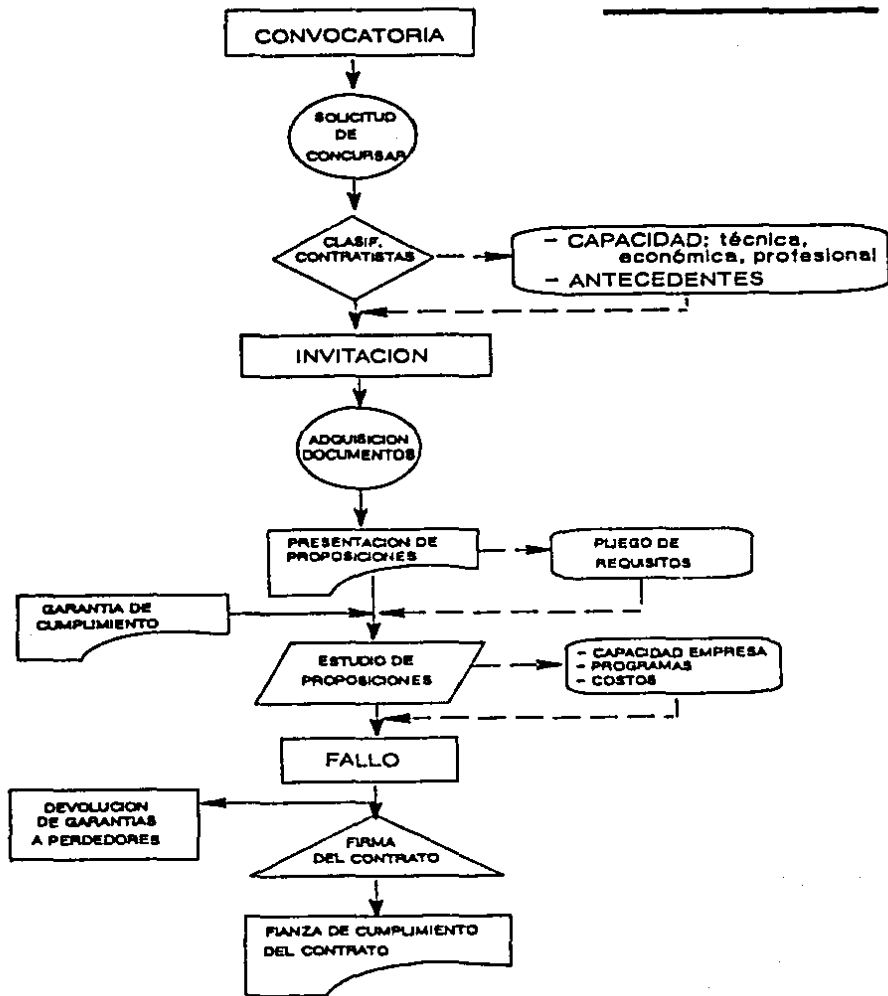 CONVOCATORIA
SOLICITUD
DE
CONCURSAR
CLASIF.
CONTRATISTAS
- CAPACIDAD: técnica,
económica, profesional
- ANTECEDENTES
INVITACION
ADQUISICION
DOCUMENTOS
PRESENTACION DE
PROPOSICIONES
PLIEGO DE
REQUISITOS
GARANTIA DE
CUMPLIMIENTO
ESTUDIO DE
PROPOSICIONES
- CAPACIDAD EMPRESA
- PROGRAMAS
- COSTOS
FALLO
DEVOLUCION
DE GARANTIAS
A PERDEDORES
FIRMA
DEL CONTRATO
FIANZA DE CUMPLIMIENTO
DEL CONTRATO